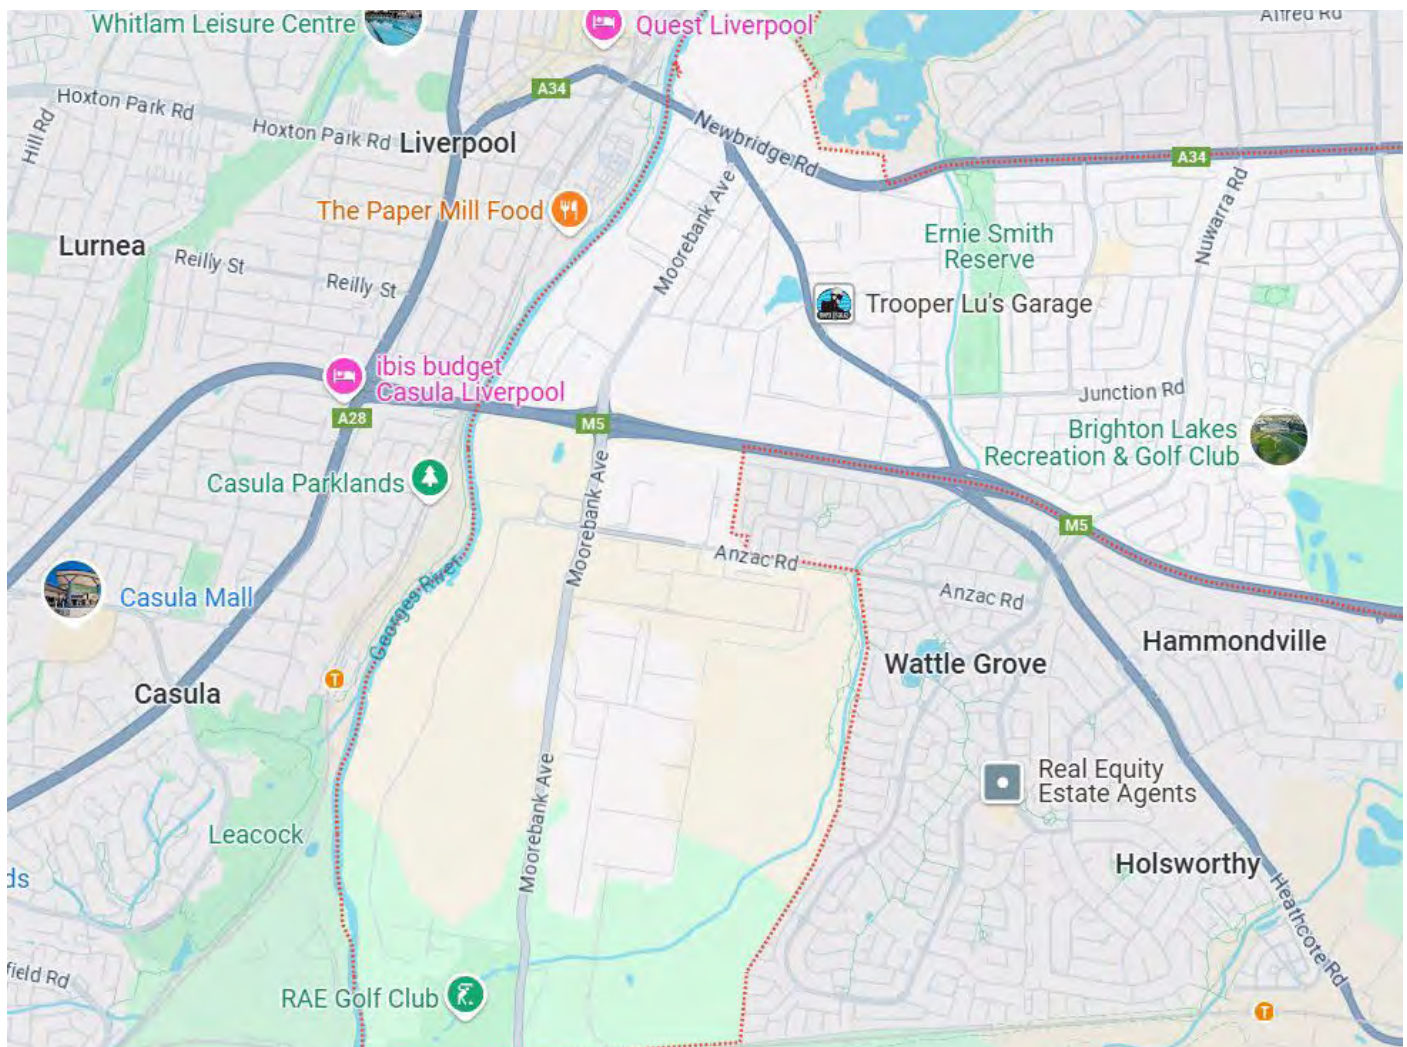 Whitlam Leisure Centre
Quest Liverpool
Alfred Rd
A34
Hoxton Park Rd
Hoxton Park Rd
Hill Rd
Liverpool
Newbridge Rd
A34
The Paper Mill Food
Moorebank Ave
Nuwarra Rd
Lurnea
Reilly St
Reilly St
Ernie Smith
Reserve
Trooper Lu's Garage
ibis budget
Casula Liverpool
A28
M5
Junction Rd
Brighton Lakes
Recreation & Golf Club
Casula Parklands
Moorebank Ave
M5
Anzac Rd
Anzac Rd
Casula Mall
Georges River
Hammondville
Wattle Grove
T
Casula
Real Equity
Estate Agents
Moorebank Ave
Leacock
Holsworthy
ds
Heathcote Rd
field Rd
RAE Golf Club
T